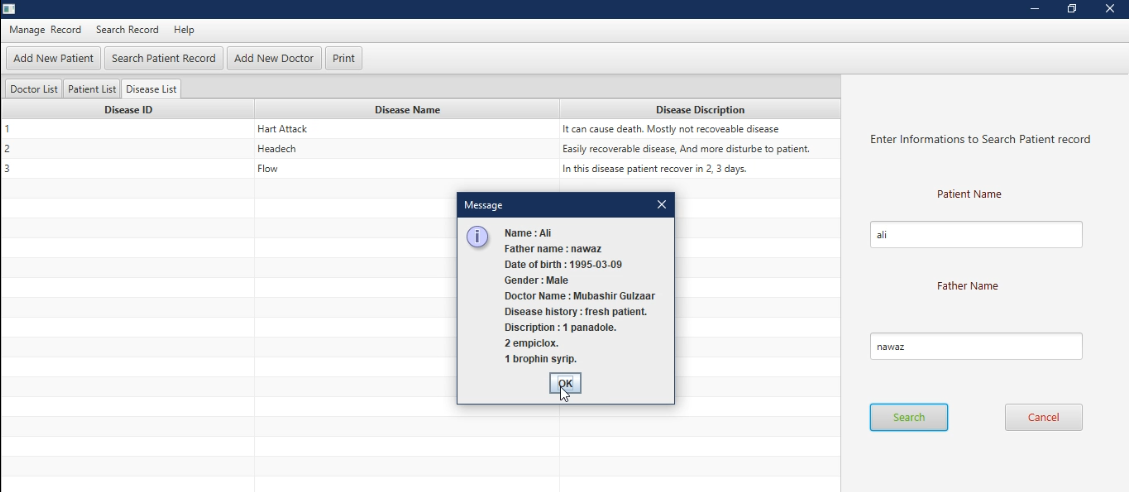 Manage Record Search Record Help
Add New Patient Search Patient Record Add New Doctor Print
Doctor List Patient List Disease List
Disease ID Disease Name Disease Discription
1 Hart Attack It can cause death. Mostly not recoveable disease
2 Headech Easily recoverable disease, And more disturbe to patient.
3 Flow In this disease patient recover in 2, 3 days.
Message
Name : Ali
Father name : nawaz
Date of birth : 1995-03-09
Gender : Male
Doctor Name : Mubashir Gulzaar
Disease history : fresh patient.
Discription : 1 panadole.
2 empiclox.
1 brophin syrip.
OK
Enter Informations to Search Patient record
Patient Name
ali
Father Name
nawaz
Search Cancel